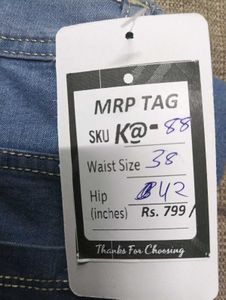 MRP TAG
SKU K@-88
Waist Size 38
Hip 42
(inches) Rs. 799/
Thanks For Choosing